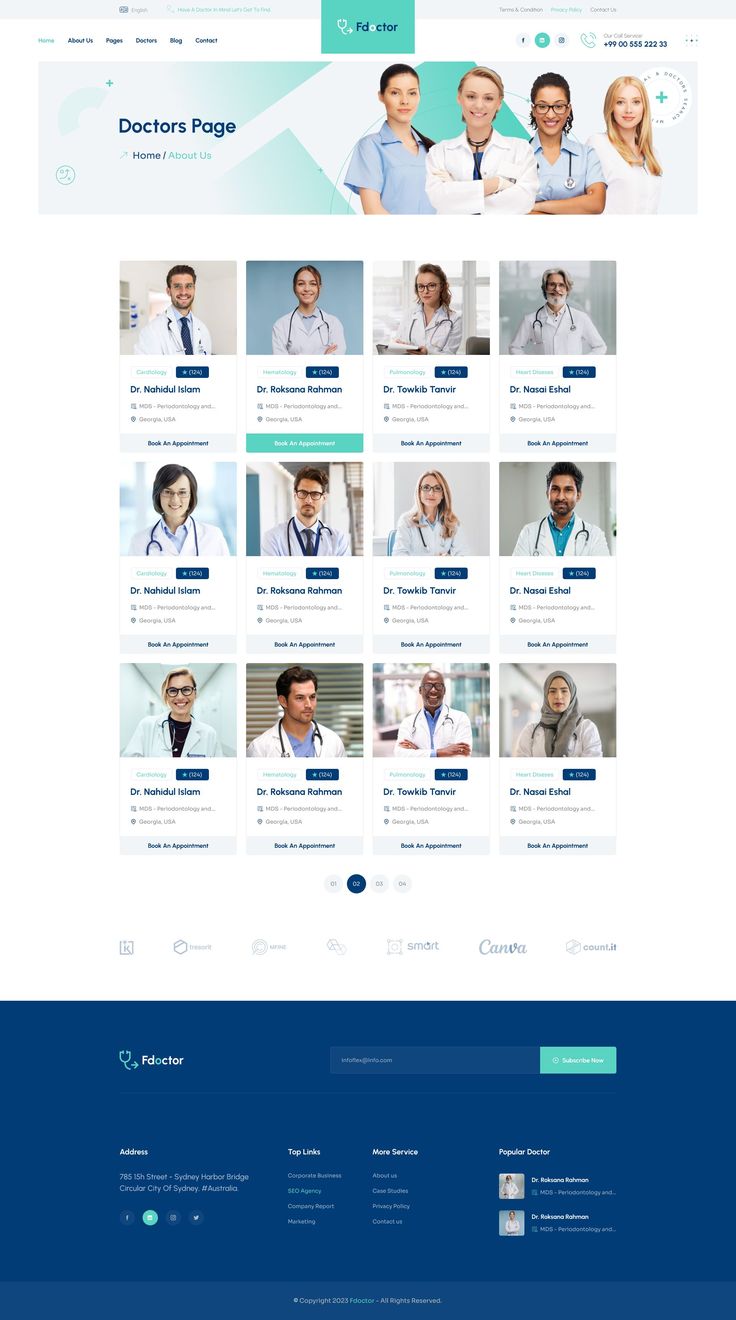 English
Have A Doctor In Mind Let's Get To Find
Terms & Condition Privacy Policy Contact Us
Fdoctor
Home About Us Pages Doctors Blog Contact
Our Call Service
+99 00 555 222 33
Doctors Page
Home / About Us
& DOCTORS SEARCH
Cardiology ★ (124) Hematology ★ (124) Pulmonology ★ (124) Heart Diseses ★ (124)
Dr. Nahidul Islam Dr. Roksana Rahman Dr. Towkib Tanvir Dr. Nasai Eshal
MDS - Periodontology and... MDS - Periodontology and... MDS - Periodontology and... MDS - Periodontology and...
Georgia, USA Georgia, USA Georgia, USA Georgia, USA
Book An Appointment Book An Appointment Book An Appointment Book An Appointment
Cardiology ★ (124) Hematology ★ (124) Pulmonology ★ (124) Heart Diseses ★ (124)
Dr. Nahidul Islam Dr. Roksana Rahman Dr. Towkib Tanvir Dr. Nasai Eshal
MDS - Periodontology and... MDS - Periodontology and... MDS - Periodontology and... MDS - Periodontology and...
Georgia, USA Georgia, USA Georgia, USA Georgia, USA
Book An Appointment Book An Appointment Book An Appointment Book An Appointment
Cardiology ★ (124) Hematology ★ (124) Pulmonology ★ (124) Heart Diseses ★ (124)
Dr. Nahidul Islam Dr. Roksana Rahman Dr. Towkib Tanvir Dr. Nasai Eshal
MDS - Periodontology and... MDS - Periodontology and... MDS - Periodontology and... MDS - Periodontology and...
Georgia, USA Georgia, USA Georgia, USA Georgia, USA
Book An Appointment Book An Appointment Book An Appointment Book An Appointment
01 02 03 04
tresorit smart Canva count.it
Fdoctor
infoflex@info.com Subscribe Now
Address Top Links More Service Popular Doctor
785 15h Street - Sydney Harbor Bridge
Circular City Of Sydney. #Australia.
Corporate Business
SEO Agency
Company Report
Marketing
About us
Case Studies
Privacy Policy
Contact us
Dr. Roksana Rahman
MDS - Periodontology and...
Dr. Roksana Rahman
MDS - Periodontology and...
© Copyright 2023 Fdoctor - All Rights Reserved.